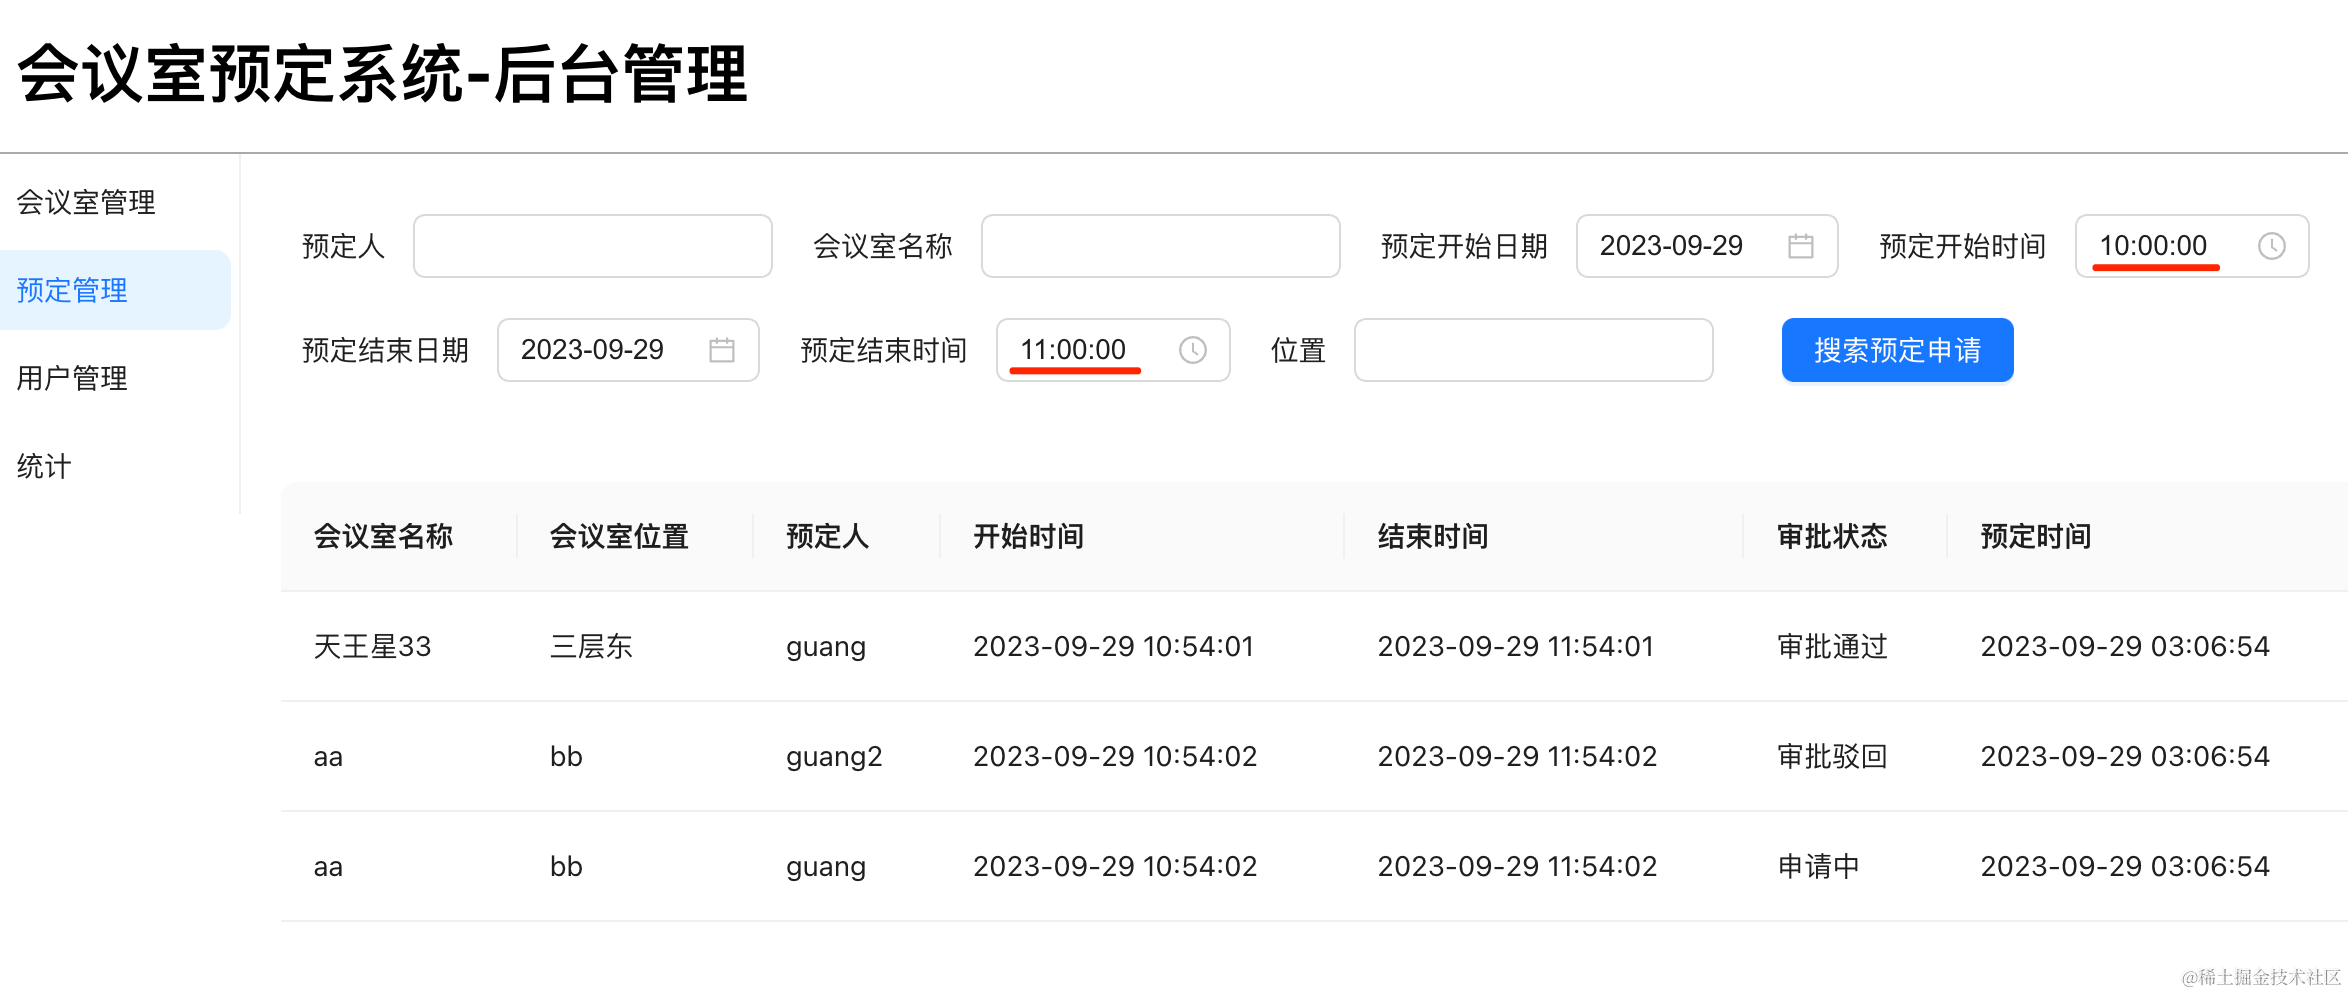 会议室预定系统-后台管理
会议室管理
预定管理
用户管理
统计
预定人 会议室名称 预定开始日期 2023-09-29 预定开始时间 10:00:00
预定结束日期 2023-09-29 预定结束时间 11:00:00 位置 搜索预定申请
会议室名称 会议室位置 预定人 开始时间 结束时间 审批状态 预定时间
天王星33 三层东 guang 2023-09-29 10:54:01 2023-09-29 11:54:01 审批通过 2023-09-29 03:06:54
aa bb guang2 2023-09-29 10:54:02 2023-09-29 11:54:02 审批驳回 2023-09-29 03:06:54
aa bb guang 2023-09-29 10:54:02 2023-09-29 11:54:02 申请中 2023-09-29 03:06:54
@稀土掘金技术社区